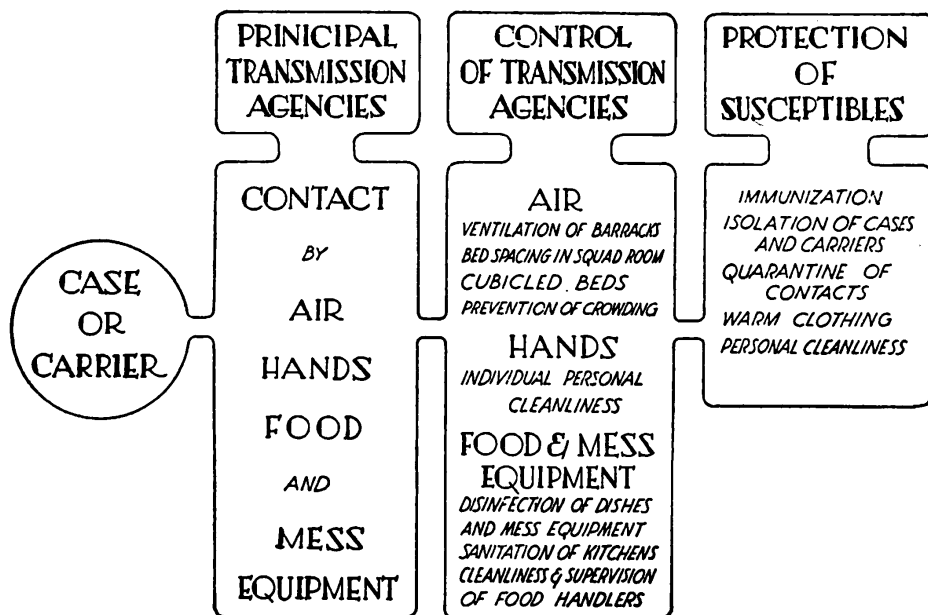 CASE
OR
CARRIER
PRINICIPAL
TRANSMISSION
AGENCIES
CONTACT
BY
AIR
HANDS
FOOD
AND
MESS
EQUIPMENT
CONTROL
OF TRANSMISSION
AGENCIES
AIR
VENTILATION OF BARRACKS
BED SPACING IN SQUAD ROOM
CUBICLED BEDS
PREVENTION OF CROWDING
HANDS
INDIVIDUAL PERSONAL
CLEANLINESS
FOOD & MESS
EQUIPMENT
DISINFECTION OF DISHES
AND MESS EQUIPMENT
SANITATION OF KITCHENS
CLEANLINESS & SUPERVISION
OF FOOD HANDLERS
PROTECTION
OF
SUSCEPTIBLES
IMMUNIZATION
ISOLATION OF CASES
AND CARRIERS
QUARANTINE OF
CONTACTS
WARM CLOTHING
PERSONAL CLEANLINESS